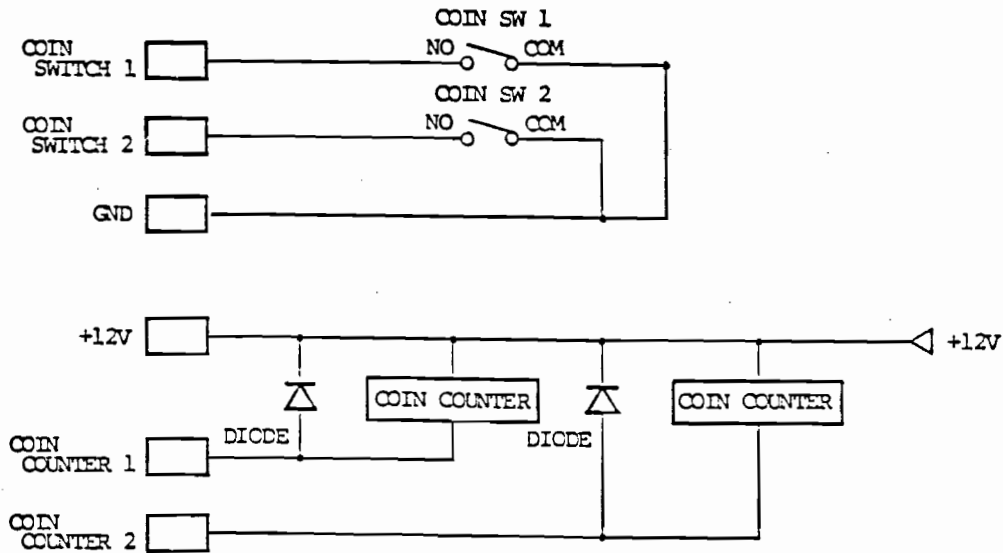 COIN SW 1
COIN
SWITCH 1
NO
COM
COIN SW 2
COIN
SWITCH 2
NO
COM
GND
+12V
+12V
COIN COUNTER
COIN COUNTER
DIODE
DIODE
COIN
COUNTER 1
COIN
COUNTER 2